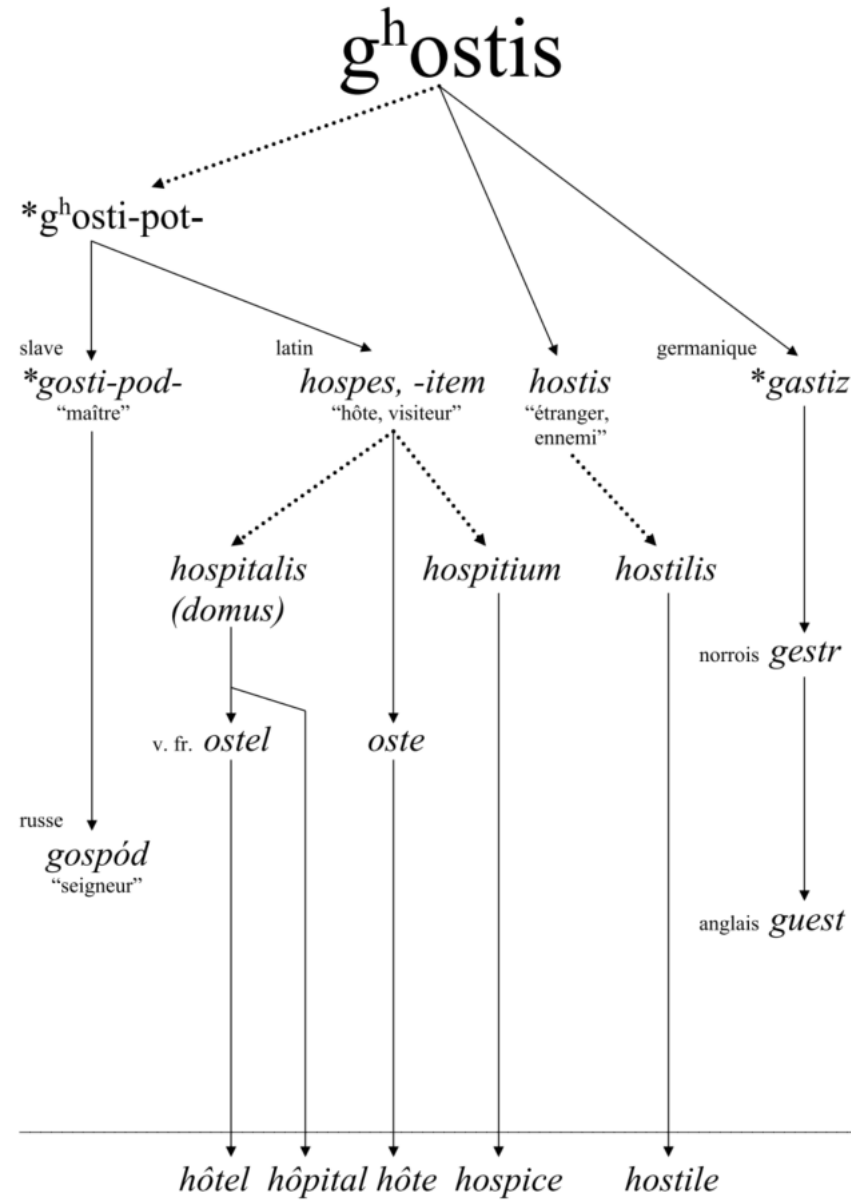 gʰostis
*gʰosti-pot-
slave latin germanique
*gosti-pod- hospes, -item hostis *gastiz
“maître” “hôte, visiteur” “étranger,
ennemi”
hospitalis hospitium hostilis
(domus)
norrois gestr
v. fr. ostel oste
russe
gospód
“seigneur”
anglais guest
hôtel hôpital hôte hospice hostile